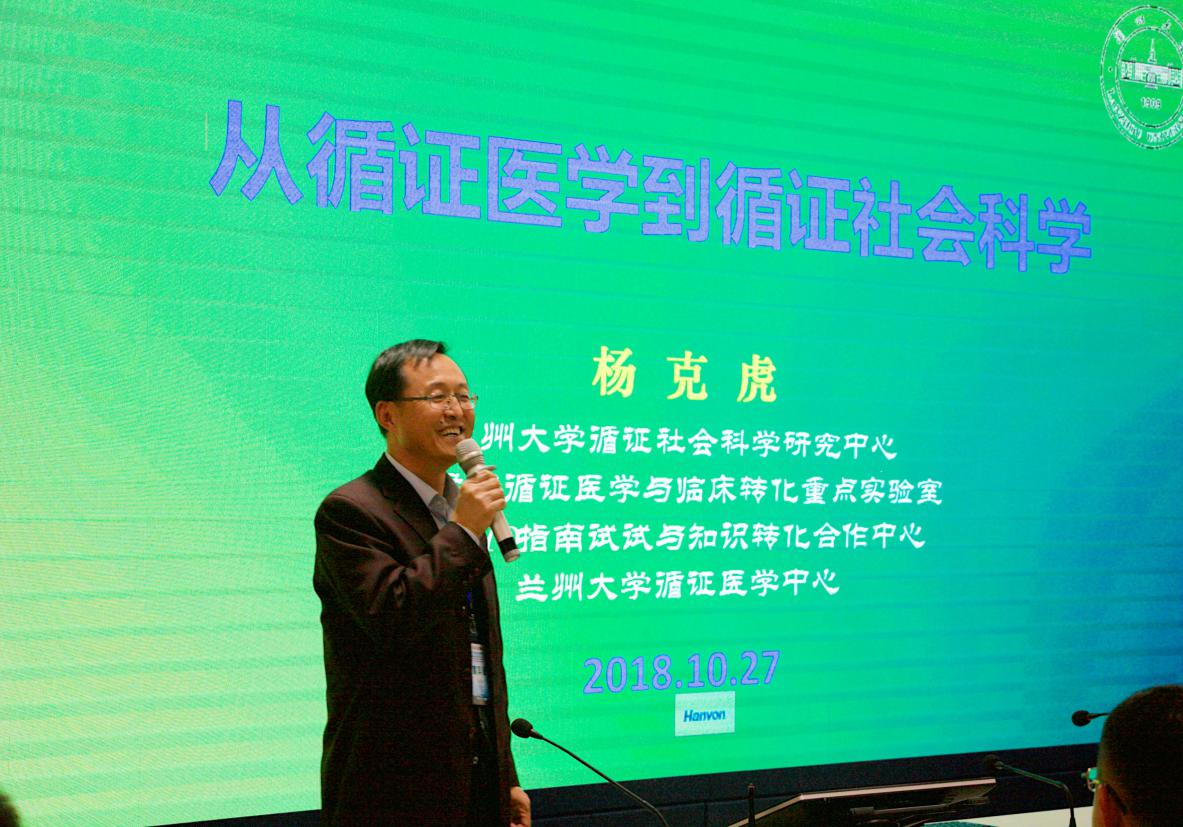 从循证医学到循证社会科学
杨克虎
州大学循证社会科学研究中心
循证医学与临床转化重点实验室
指南试试与知识转化合作中心
兰州大学循证医学中心
2018.10.27
Hanvon
1909